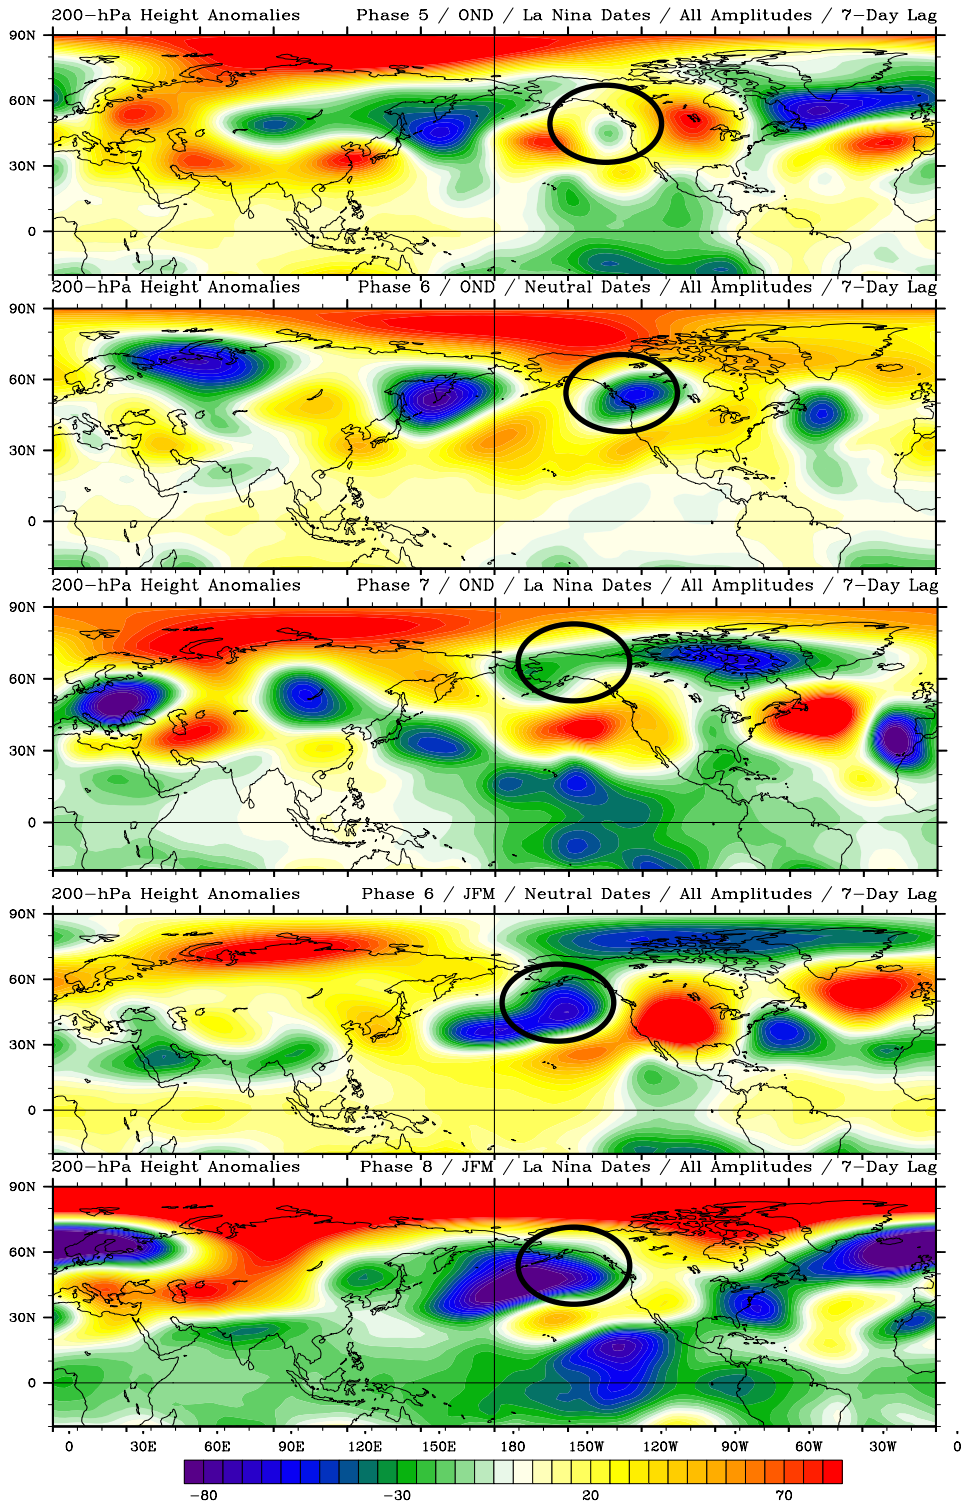 200-hPa Height Anomalies Phase 5 / OND / La Nina Dates / All Amplitudes / 7-Day Lag
90N
60N
30N
0
200-hPa Height Anomalies Phase 6 / OND / Neutral Dates / All Amplitudes / 7-Day Lag
90N
60N
30N
0
200-hPa Height Anomalies Phase 7 / OND / La Nina Dates / All Amplitudes / 7-Day Lag
90N
60N
30N
0
200-hPa Height Anomalies Phase 6 / JFM / Neutral Dates / All Amplitudes / 7-Day Lag
90N
60N
30N
0
200-hPa Height Anomalies Phase 8 / JFM / La Nina Dates / All Amplitudes / 7-Day Lag
90N
60N
30N
0
0 30E 60E 90E 120E 150E 180 150W 120W 90W 60W 30W 0
-80 -30 20 70